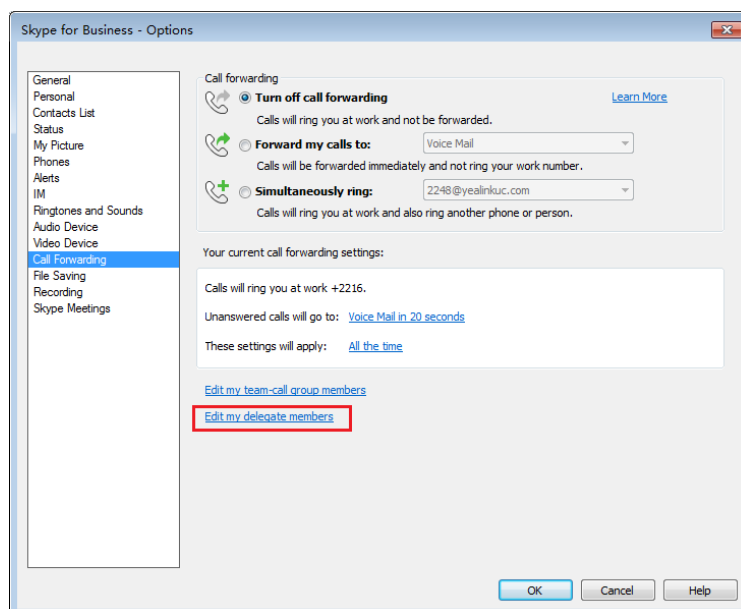 Skype for Business - Options
General
Personal
Contacts List
Status
My Picture
Phones
Alerts
IM
Ringtones and Sounds
Audio Device
Video Device
Call Forwarding
File Saving
Recording
Skype Meetings
Call forwarding
Turn off call forwarding
Learn More
Calls will ring you at work and not be forwarded.
Forward my calls to:
Voice Mail
Calls will be forwarded immediately and not ring your work number.
Simultaneously ring:
2248@yealinkuc.com
Calls will ring you at work and also ring another phone or person.
Your current call forwarding settings:
Calls will ring you at work +2216.
Unanswered calls will go to: Voice Mail in 20 seconds
These settings will apply: All the time
Edit my team-call group members
Edit my delegate members
OK
Cancel
Help